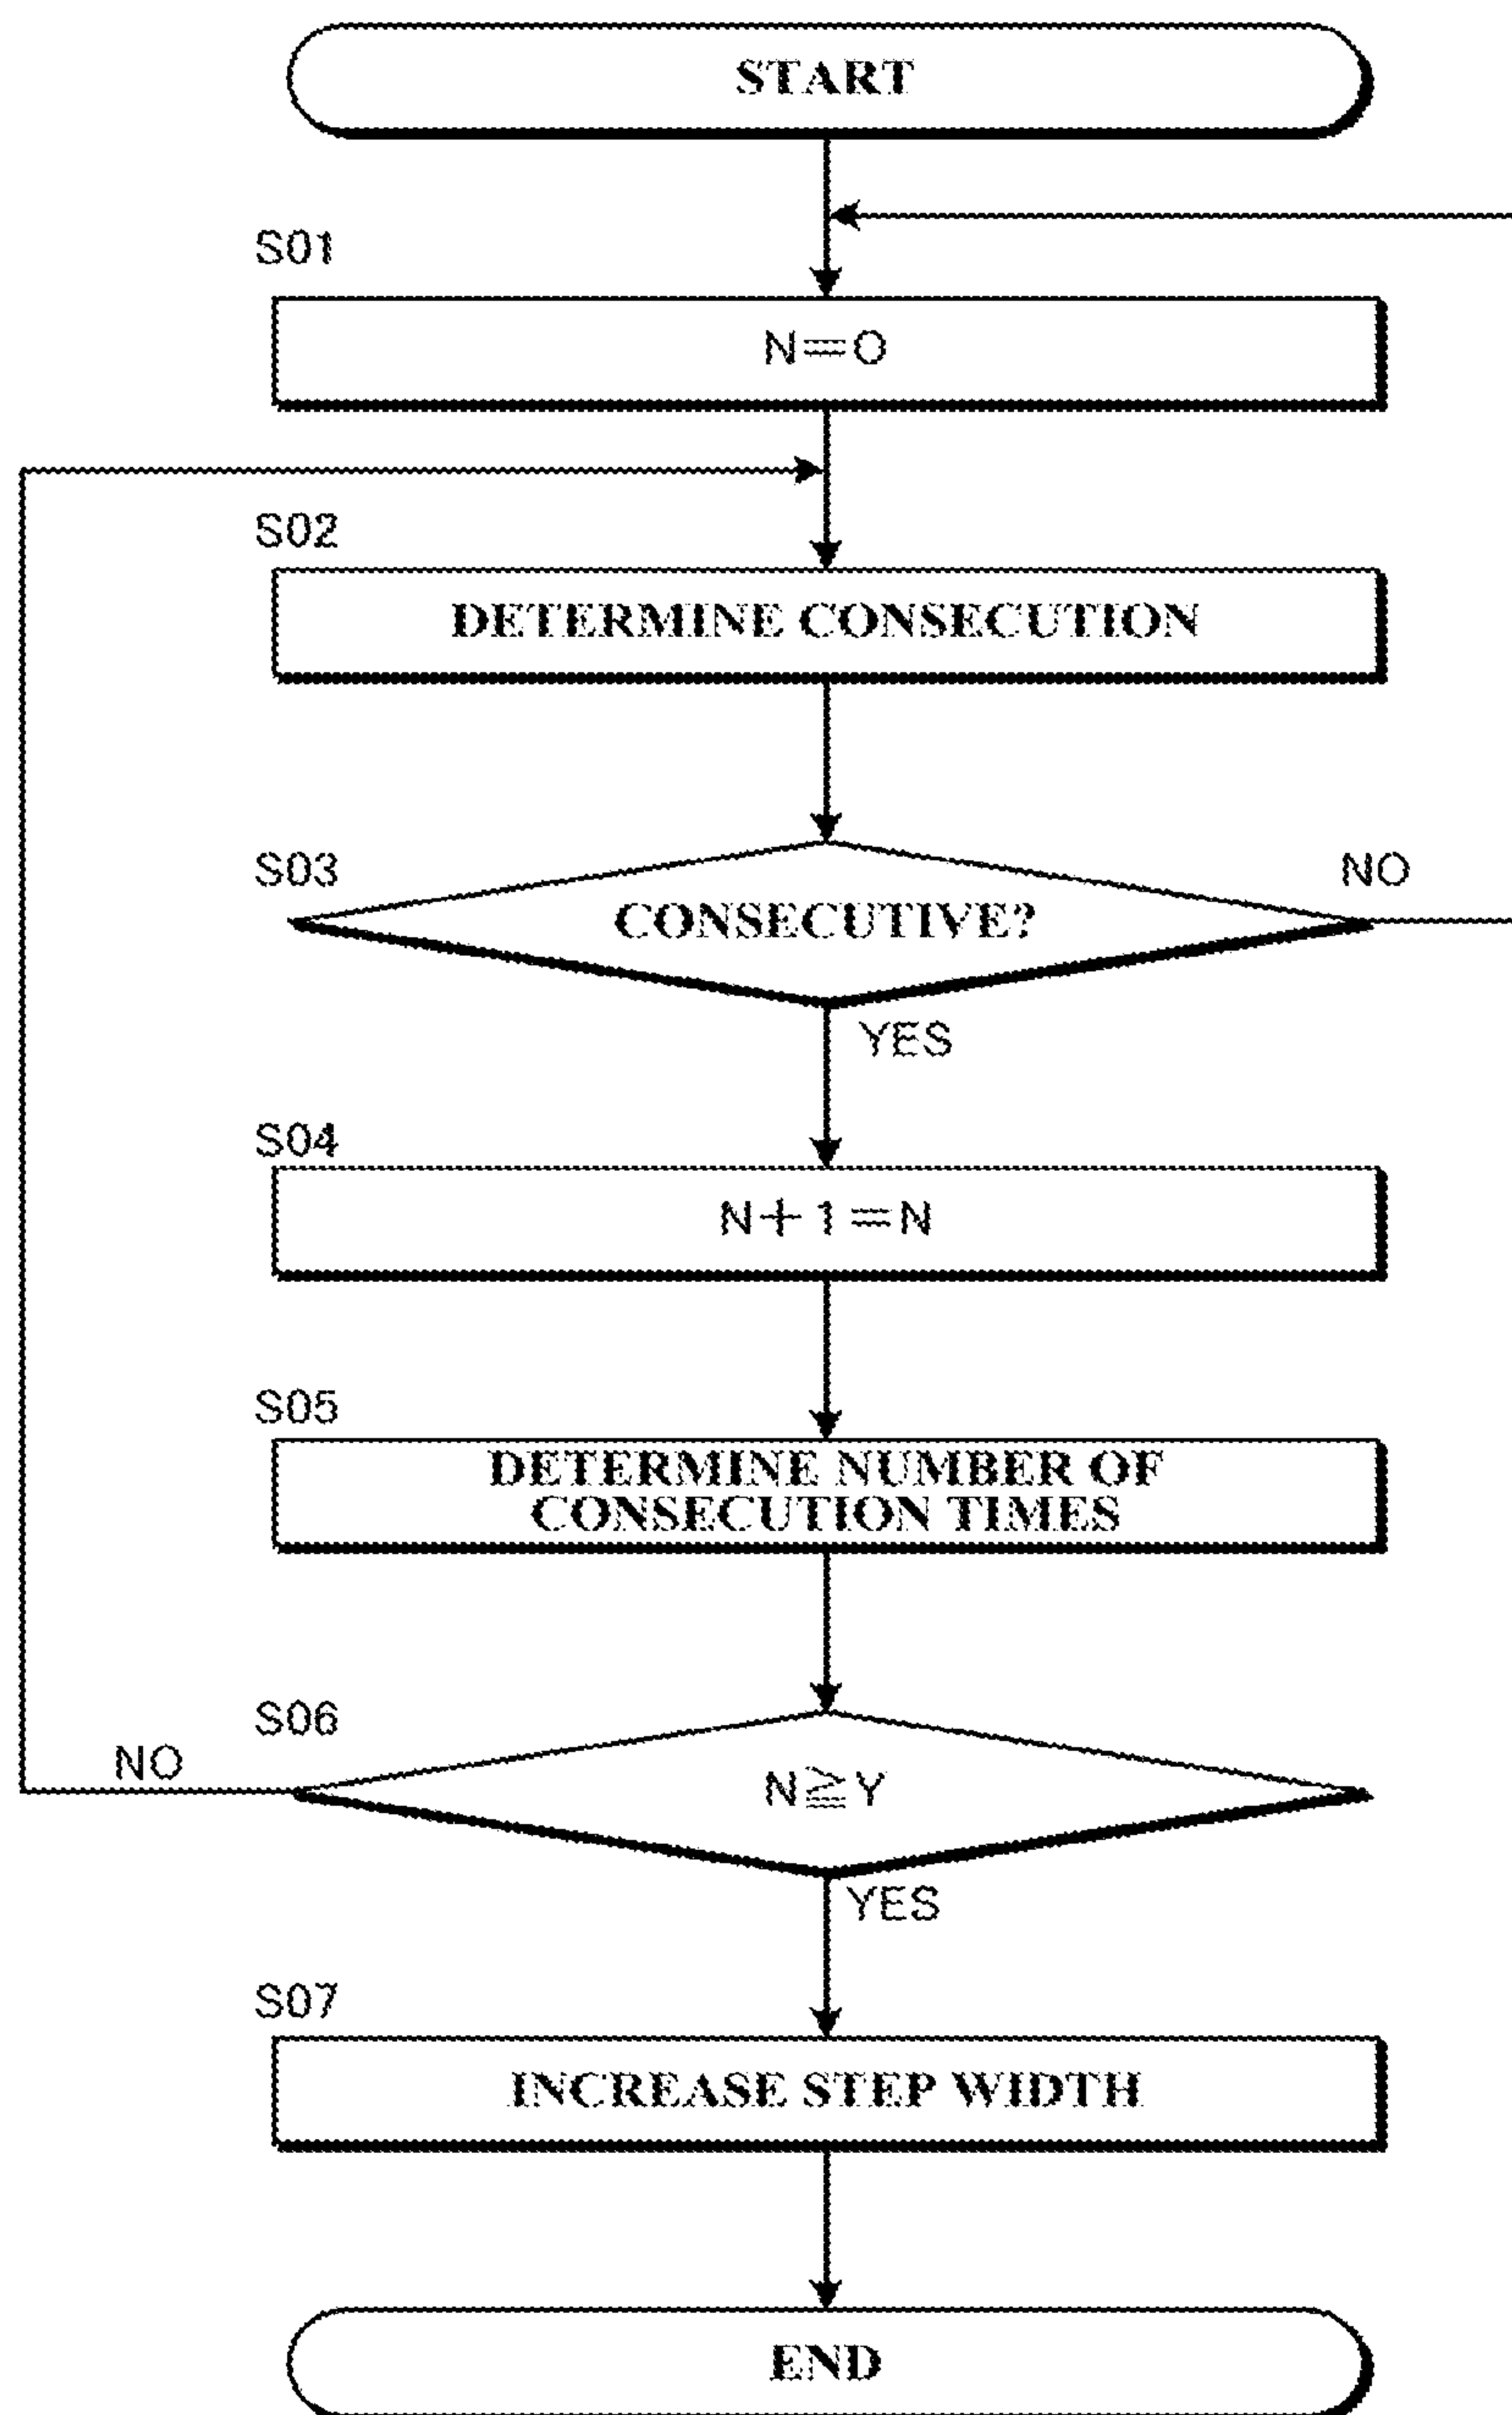 START
S01
N=0
S02
DETERMINE CONSECUTION
S03
NO
CONSECUTIVE?
YES
S04
N+1=N
S05
DETERMINE NUMBER OF
CONSECUTION TIMES
S06
NO
N≧Y
YES
S07
INCREASE STEP WIDTH
END